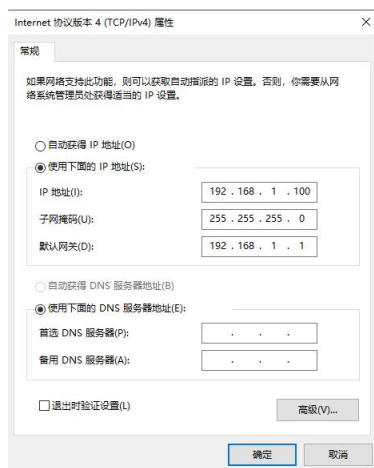 Internet 协议版本 4 (TCP/IPv4) 属性
常规
如果网络支持此功能，则可以获取自动指派的 IP 设置。否则，你需要从网
络系统管理员处获得适当的 IP 设置。
自动获得 IP 地址(O)
使用下面的 IP 地址(S):
IP 地址(I): 192 . 168 . 1 . 100
子网掩码(U): 255 . 255 . 255 . 0
默认网关(D): 192 . 168 . 1 . 1
自动获得 DNS 服务器地址(B)
使用下面的 DNS 服务器地址(E):
首选 DNS 服务器(P): . . .
备用 DNS 服务器(A): . . .
退出时验证设置(L)
高级(V)...
确定 取消